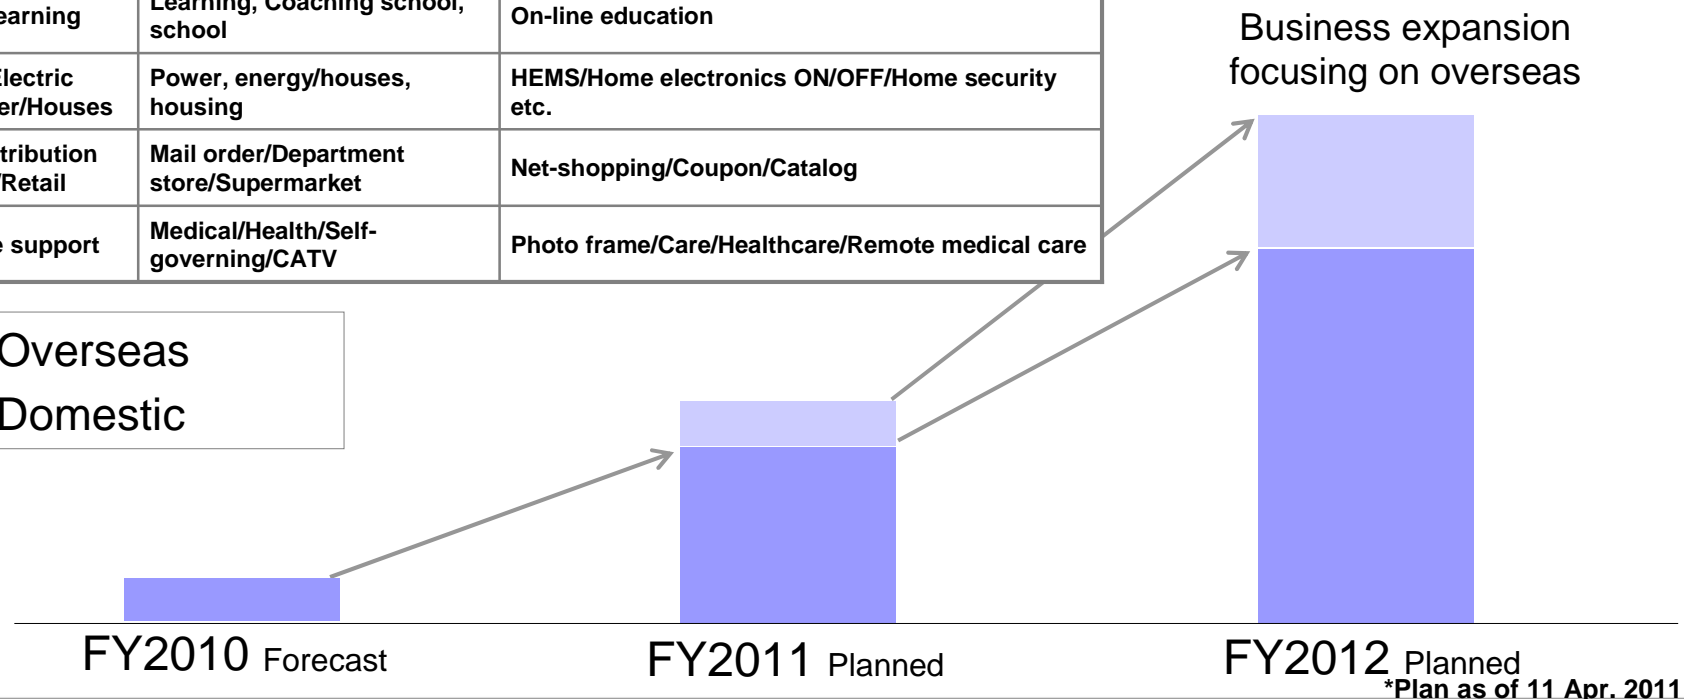 earning
Learning, Coaching school,
school
On-line education
Electric
er/Houses
Power, energy/houses,
housing
HEMS/Home electronics ON/OFF/Home security
etc.
tribution
/Retail
Mail order/Department
store/Supermarket
Net-shopping/Coupon/Catalog
e support
Medical/Health/Self-
governing/CATV
Photo frame/Care/Healthcare/Remote medical care
Business expansion
focusing on overseas
Overseas
Domestic
FY2010 Forecast
FY2011 Planned
FY2012 Planned
*Plan as of 11 Apr. 2011